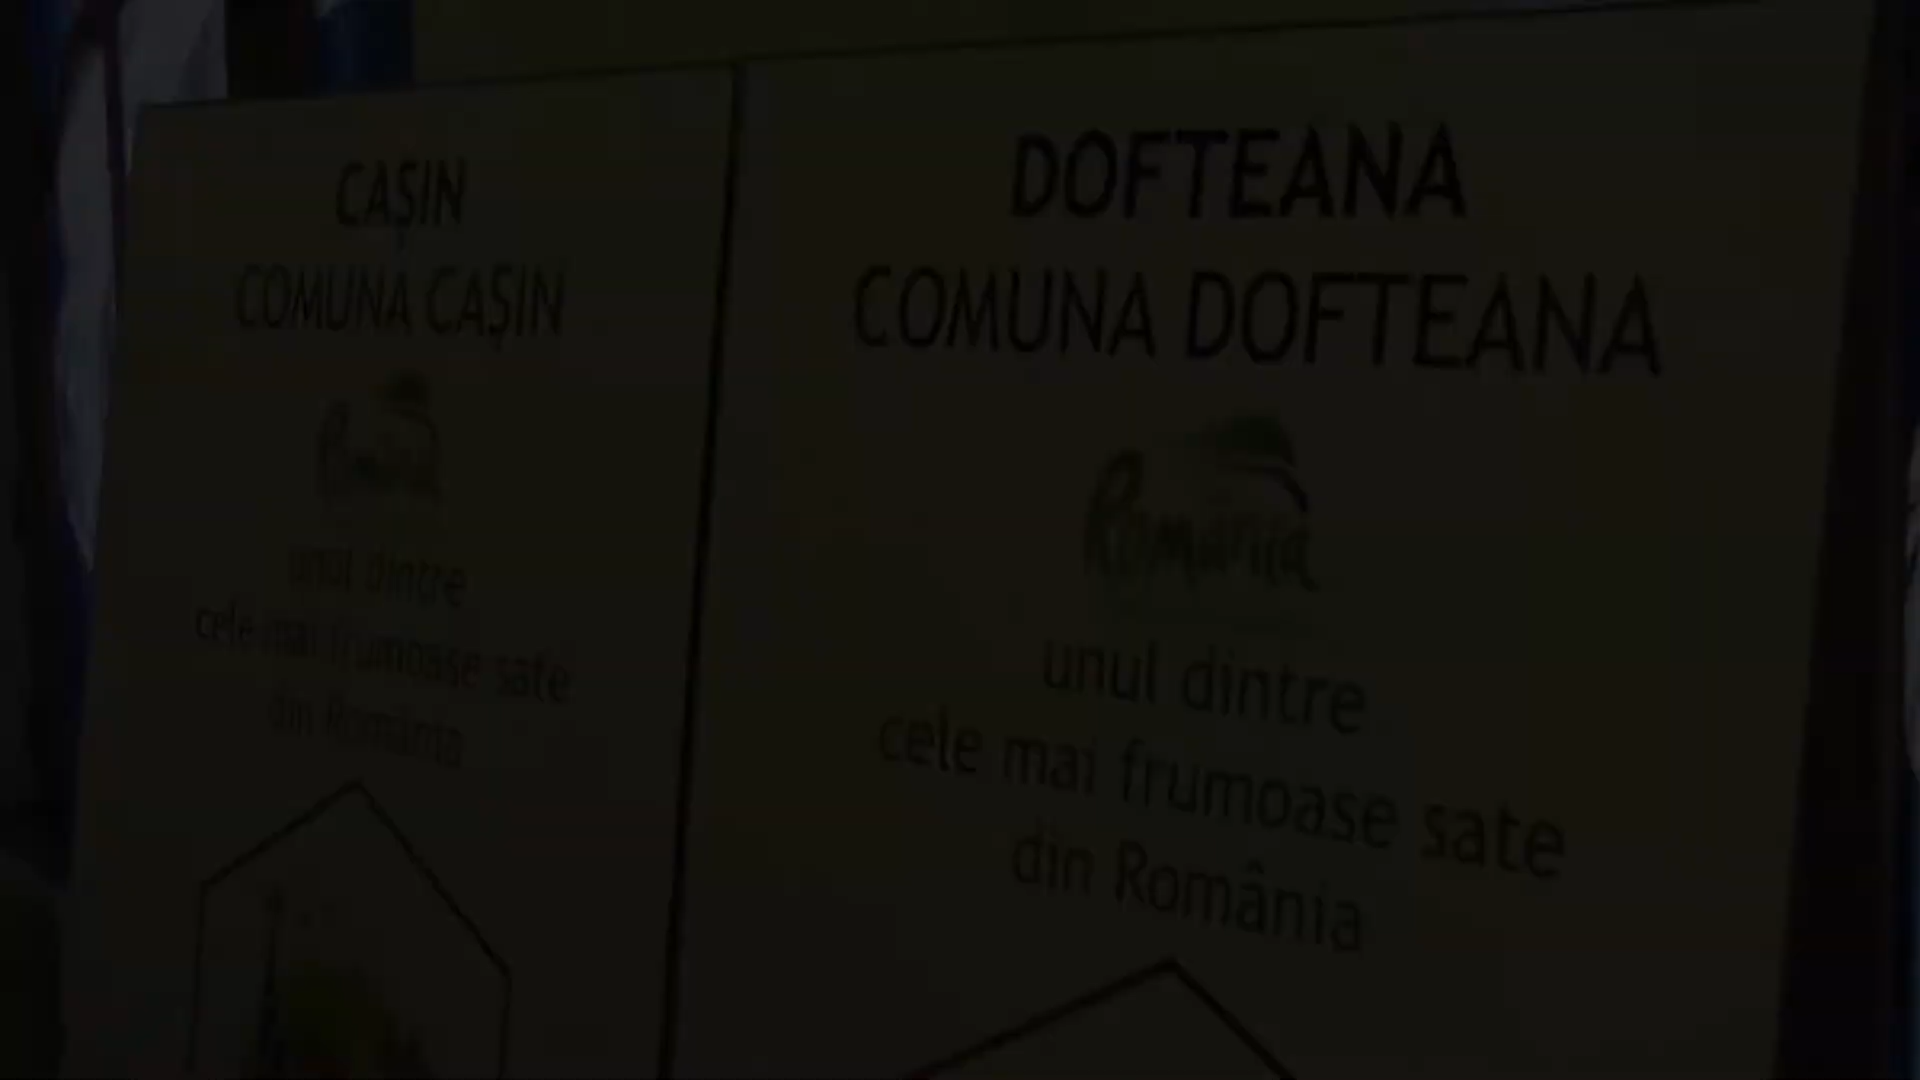 CAȘIN
COMUNA CAȘIN
România
unul dintre
cele mai frumoase sate
din România
DOFTEANA
COMUNA DOFTEANA
România
unul dintre
cele mai frumoase sate
din România